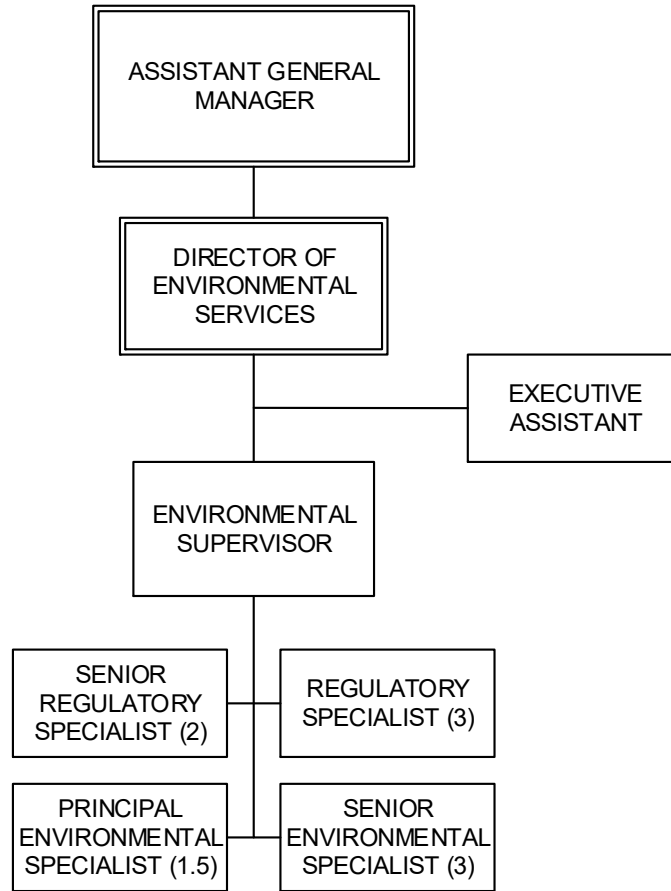 ASSISTANT GENERAL
MANAGER
DIRECTOR OF
ENVIRONMENTAL
SERVICES
EXECUTIVE
ASSISTANT
ENVIRONMENTAL
SUPERVISOR
SENIOR
REGULATORY
SPECIALIST (2)
REGULATORY
SPECIALIST (3)
PRINCIPAL
ENVIRONMENTAL
SPECIALIST (1.5)
SENIOR
ENVIRONMENTAL
SPECIALIST (3)